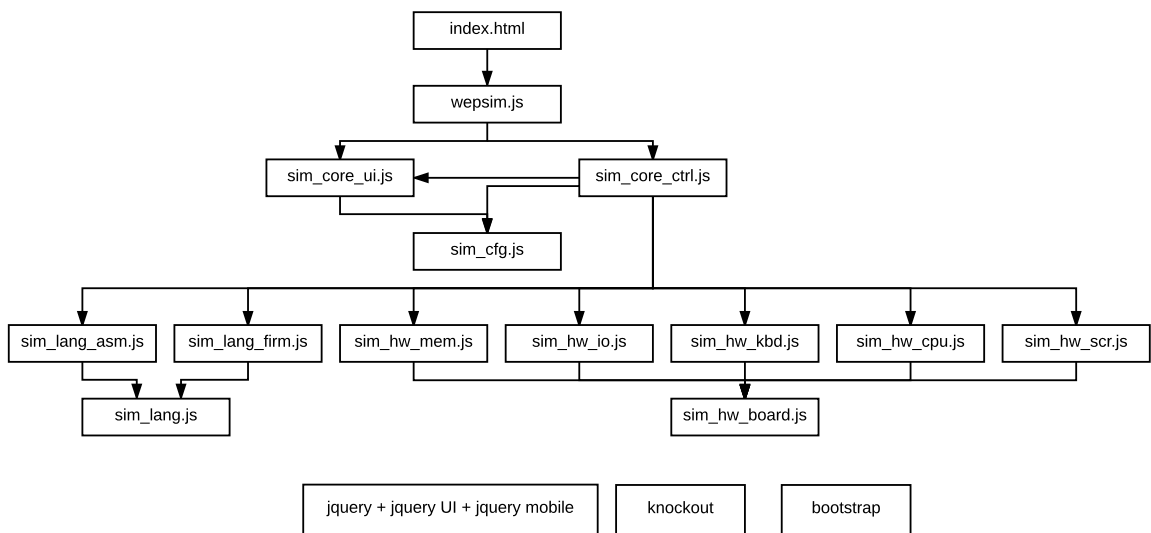 index.html
wepsim.js
sim_core_ui.js
sim_core_ctrl.js
sim_cfg.js
sim_lang_asm.js
sim_lang_firm.js
sim_hw_mem.js
sim_hw_io.js
sim_hw_kbd.js
sim_hw_cpu.js
sim_hw_scr.js
sim_lang.js
sim_hw_board.js
jquery + jquery UI + jquery mobile
knockout
bootstrap